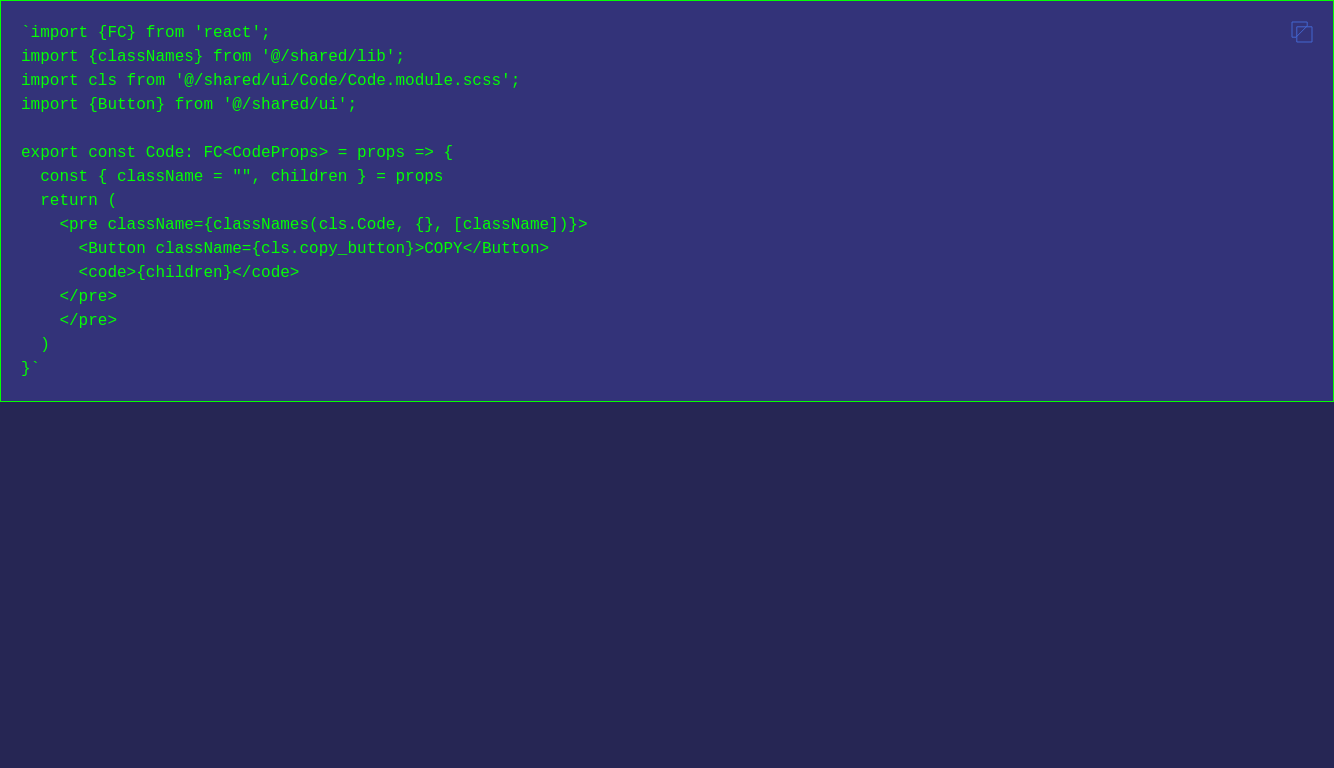 `import {FC} from 'react';
import {classNames} from '@/shared/lib';
import cls from '@/shared/ui/Code/Code.module.scss';
import {Button} from '@/shared/ui';

export const Code: FC<CodeProps> = props => {
  const { className = "", children } = props
  return (
    <pre className={classNames(cls.Code, {}, [className])}>
      <Button className={cls.copy_button}>COPY</Button>
      <code>{children}</code>
    </pre>
    </pre>
  )
}`